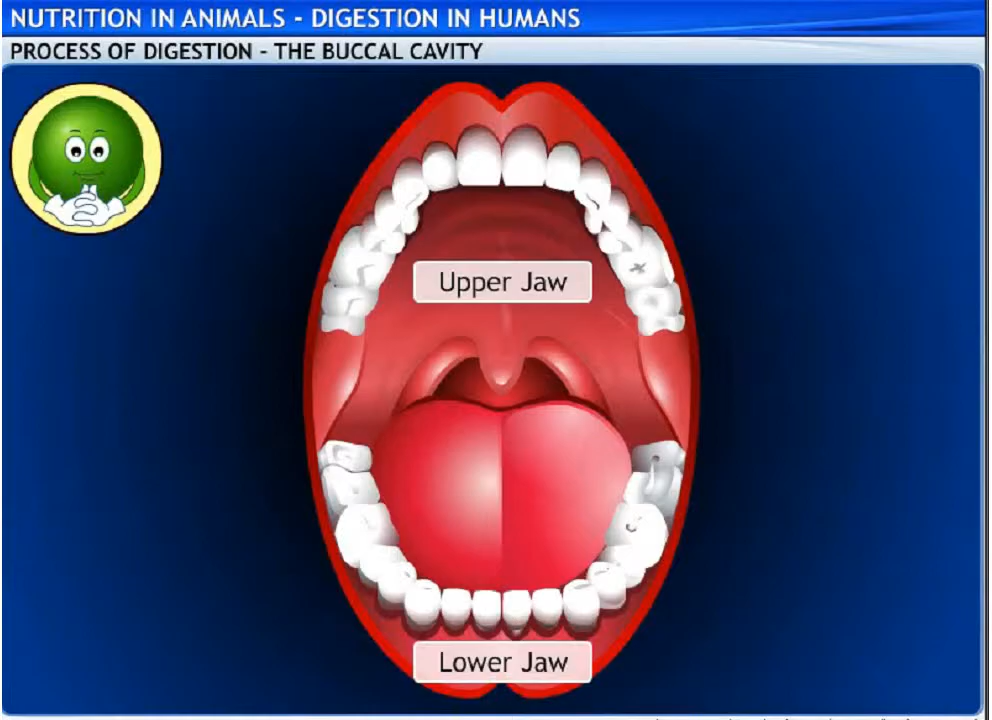 NUTRITION IN ANIMALS - DIGESTION IN HUMANS
PROCESS OF DIGESTION - THE BUCCAL CAVITY
Upper Jaw
Lower Jaw